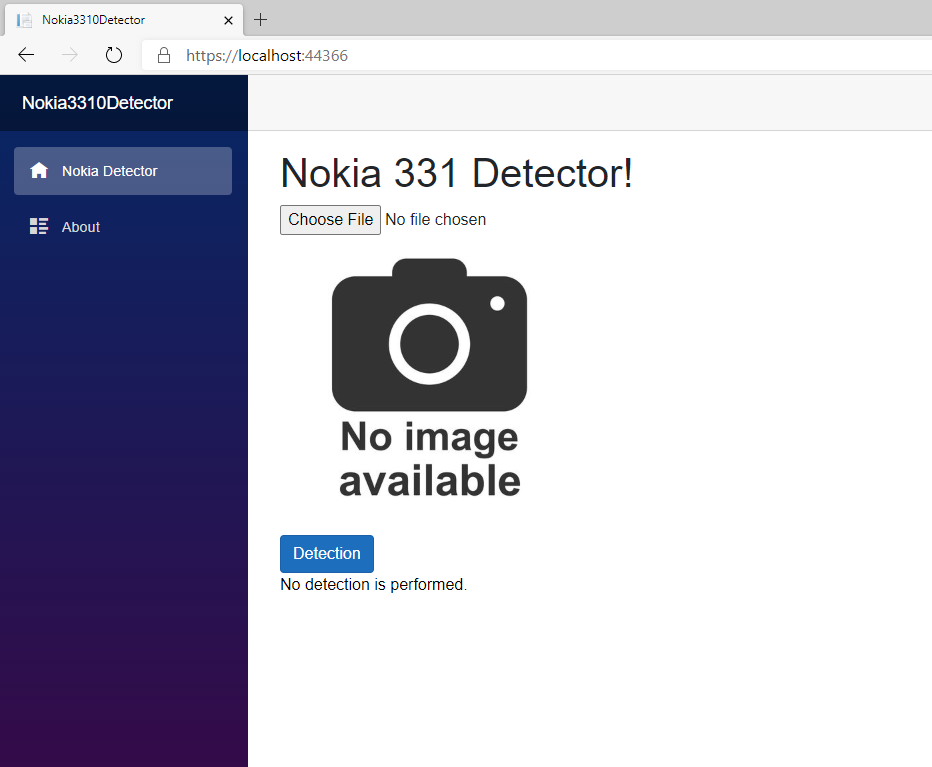 Nokia3310Detector
https://localhost:44366
Nokia3310Detector
Nokia Detector
About
Nokia 331 Detector!
Choose File No file chosen
No image
available
Detection
No detection is performed.